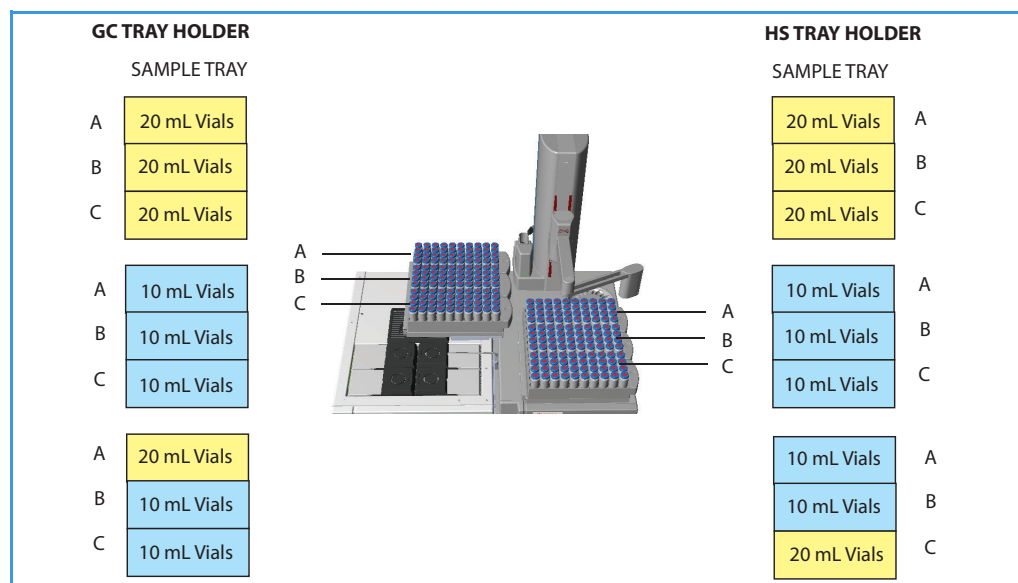 GC TRAY HOLDER
SAMPLE TRAY
A 20 mL Vials
B 20 mL Vials
C 20 mL Vials
A 10 mL Vials
B 10 mL Vials
C 10 mL Vials
A 20 mL Vials
B 10 mL Vials
C 10 mL Vials
A
B
C
A
B
C
HS TRAY HOLDER
SAMPLE TRAY
20 mL Vials A
20 mL Vials B
20 mL Vials C
10 mL Vials A
10 mL Vials B
10 mL Vials C
10 mL Vials A
10 mL Vials B
20 mL Vials C